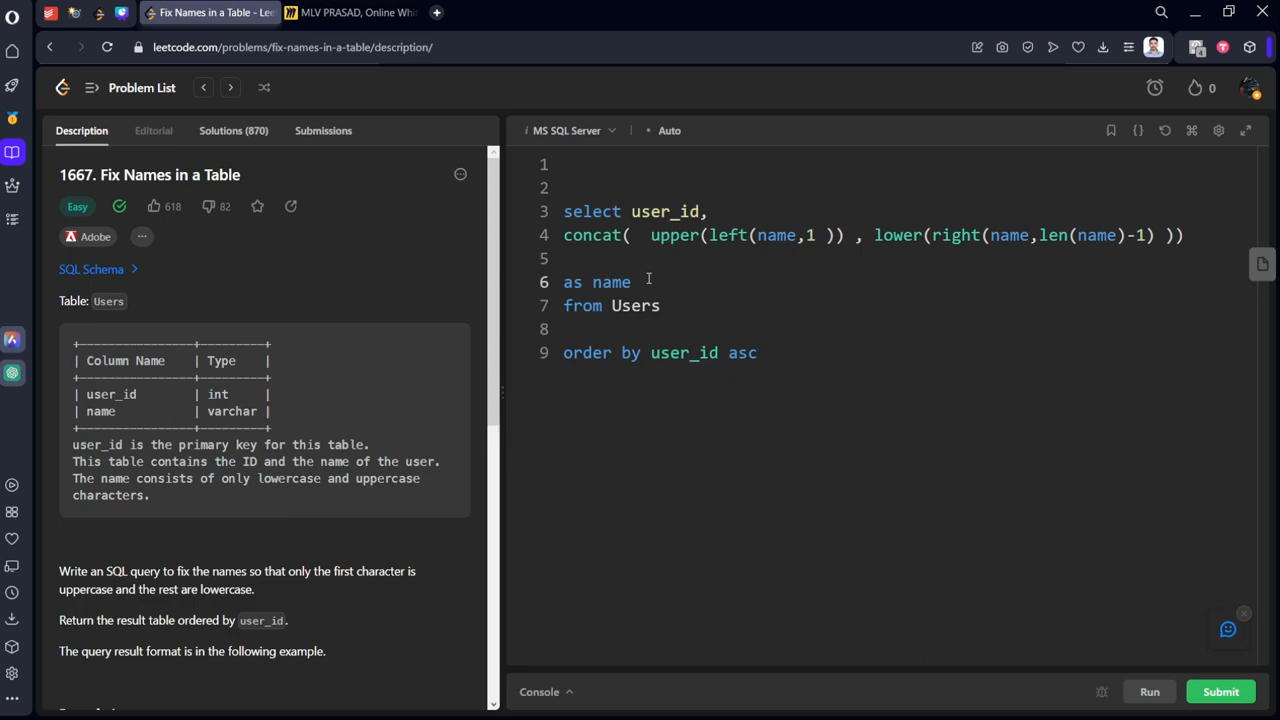 Fix Names in a Table - Leet
MLV PRASAD, Online Whit
leetcode.com/problems/fix-names-in-a-table/description/
Problem List
0
Description
Editorial
Solutions (870)
Submissions
i MS SQL Server
• Auto
1667. Fix Names in a Table
Easy
618
82
Adobe
SQL Schema >
Table: Users
+----------------+---------+
| Column Name    | Type    |
+----------------+---------+
| user_id        | int     |
| name           | varchar |
+----------------+---------+
user_id is the primary key for this table.
This table contains the ID and the name of the user.
The name consists of only lowercase and uppercase
characters.
Write an SQL query to fix the names so that only the first character is
uppercase and the rest are lowercase.
Return the result table ordered by user_id.
The query result format is in the following example.
1
2
3 select user_id,
4 concat(  upper(left(name,1 )) , lower(right(name,len(name)-1) ))
5
6 as name
7 from Users
8
9 order by user_id asc
Console
Run
Submit